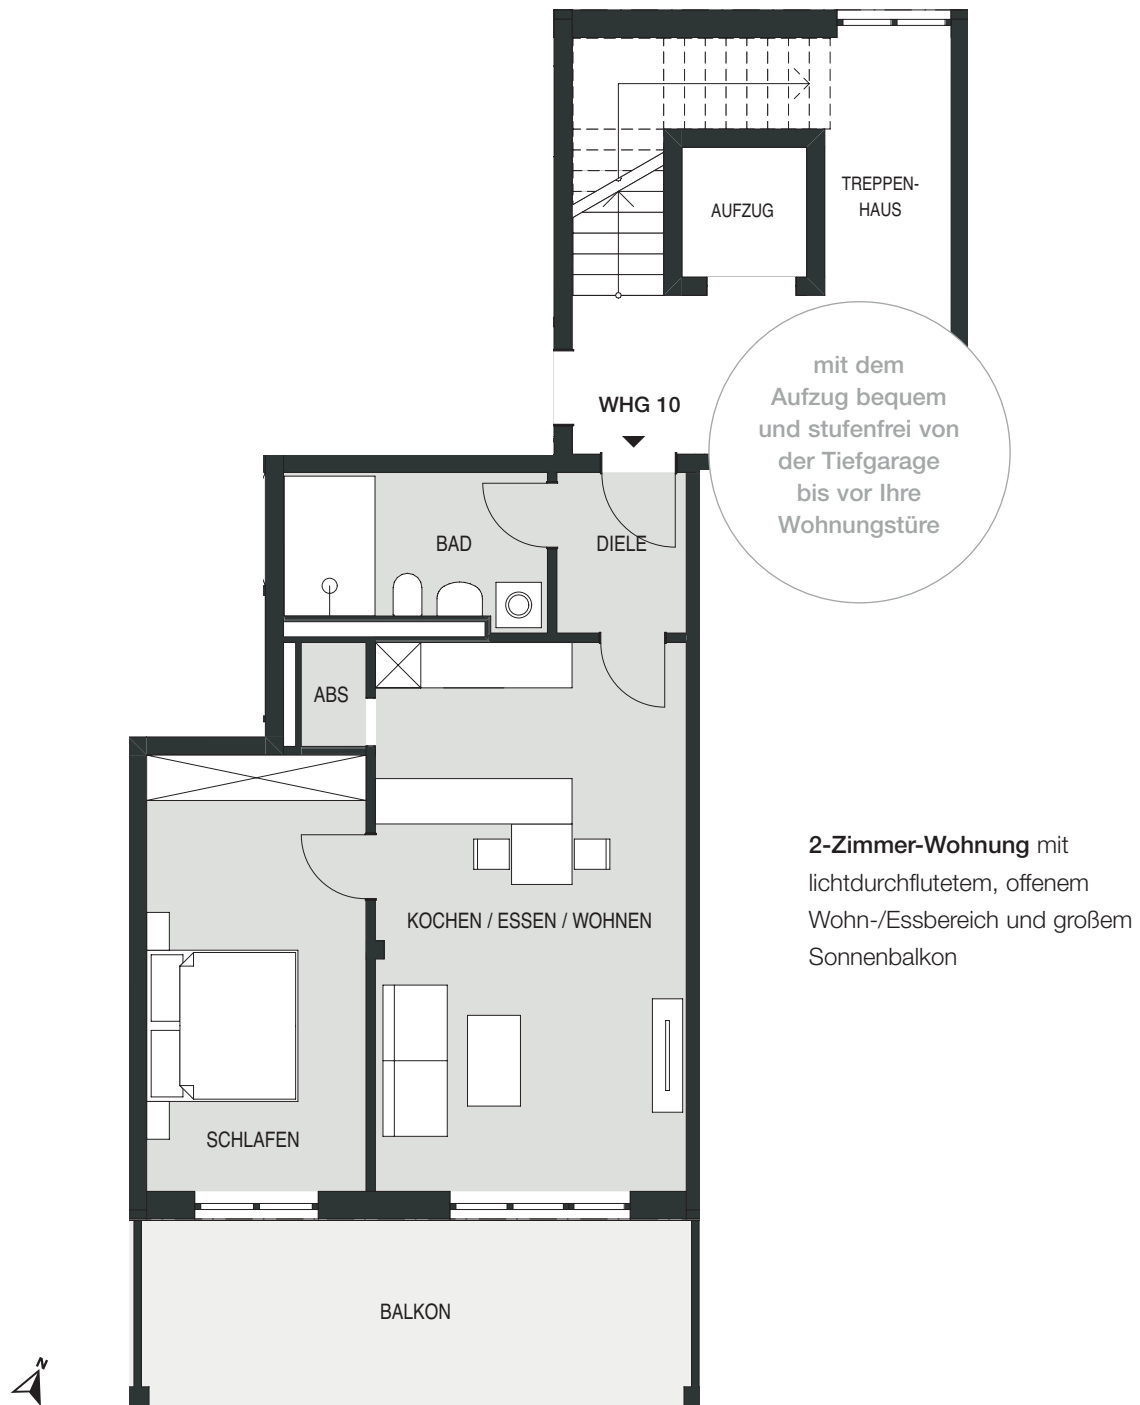 TREPPEN-
HAUS
AUFZUG
mit dem
Aufzug bequem
und stufenfrei von
der Tiefgarage
bis vor Ihre
Wohnungstüre
WHG 10
BAD
DIELE
ABS
2-Zimmer-Wohnung mit
lichtdurchflutetem, offenem
Wohn-/Essbereich und großem
Sonnenbalkon
KOCHEN / ESSEN / WOHNEN
SCHLAFEN
BALKON
N